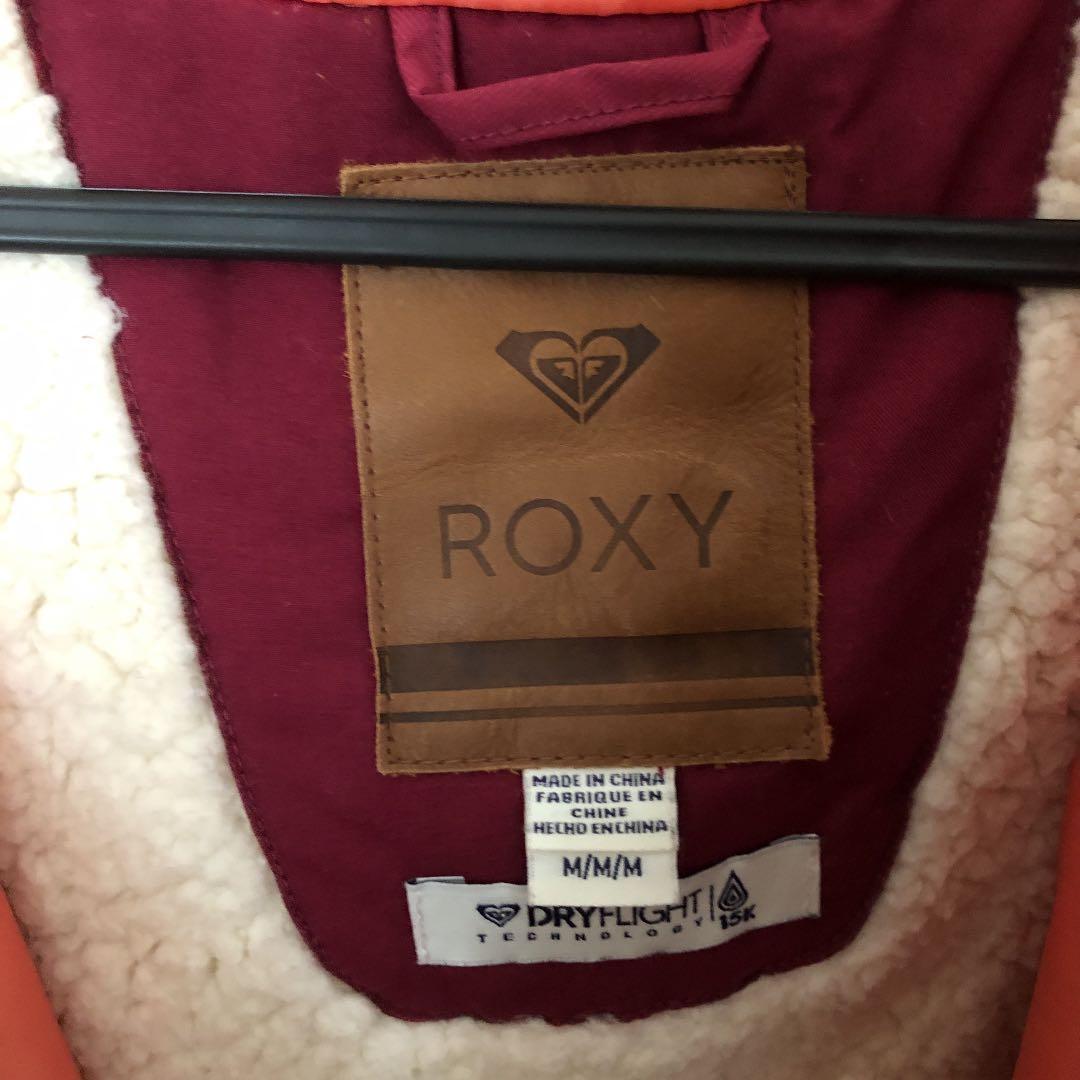 ROXY
MADE IN CHINA
FABRIQUE EN
CHINE
HECHO EN CHINA
M/M/M
DRYFLIGHT 15K
TECHNOLOGY